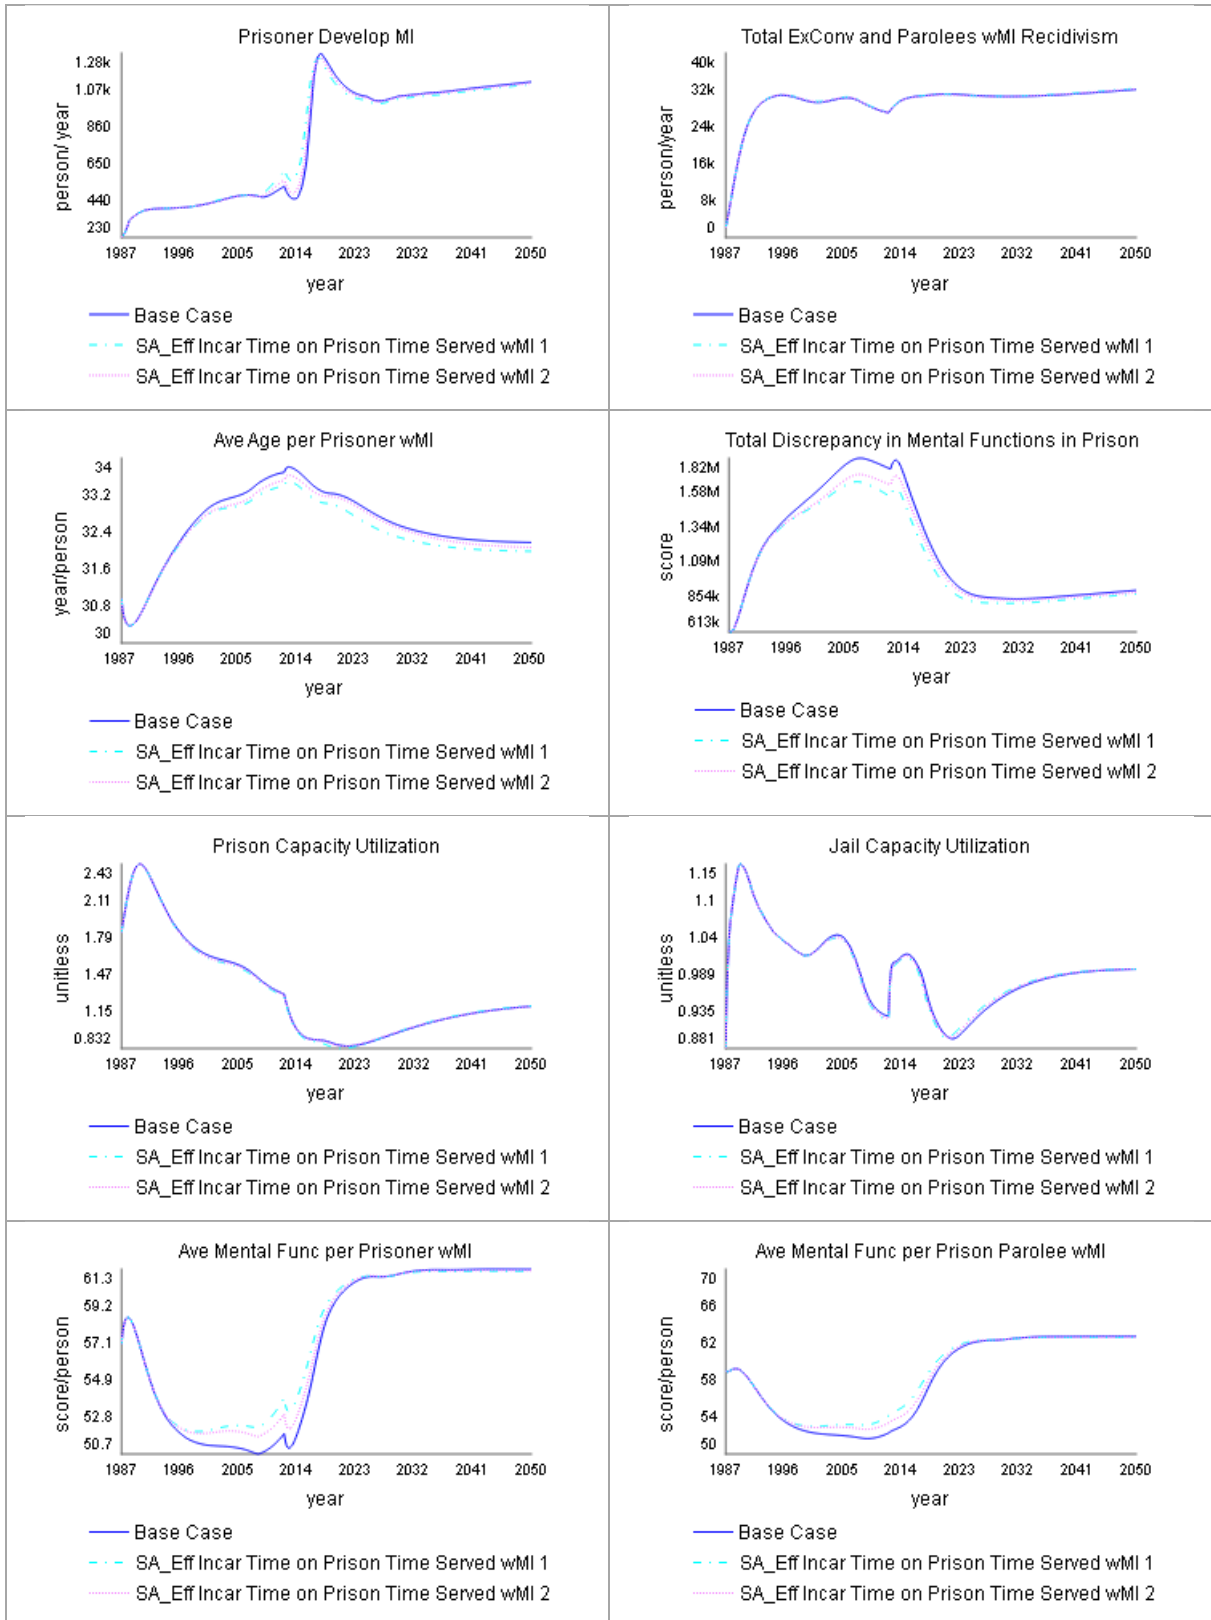 Prisoner Develop MI
person/ year
1.28k
1.07k
860
650
440
230
1987 1996 2005 2014 2023 2032 2041 2050
year
Base Case
SA_Eff Incar Time on Prison Time Served wMI 1
SA_Eff Incar Time on Prison Time Served wMI 2
Total ExConv and Parolees wMI Recidivism
person/year
40k
32k
24k
16k
8k
0
1987 1996 2005 2014 2023 2032 2041 2050
year
Base Case
SA_Eff Incar Time on Prison Time Served wMI 1
SA_Eff Incar Time on Prison Time Served wMI 2
Ave Age per Prisoner wMI
year/person
34
33.2
32.4
31.6
30.8
30
1987 1996 2005 2014 2023 2032 2041 2050
year
Base Case
SA_Eff Incar Time on Prison Time Served wMI 1
SA_Eff Incar Time on Prison Time Served wMI 2
Total Discrepancy in Mental Functions in Prison
score
1.82M
1.58M
1.34M
1.09M
854k
613k
1987 1996 2005 2014 2023 2032 2041 2050
year
Base Case
SA_Eff Incar Time on Prison Time Served wMI 1
SA_Eff Incar Time on Prison Time Served wMI 2
Prison Capacity Utilization
unitless
2.43
2.11
1.79
1.47
1.15
0.832
1987 1996 2005 2014 2023 2032 2041 2050
year
Base Case
SA_Eff Incar Time on Prison Time Served wMI 1
SA_Eff Incar Time on Prison Time Served wMI 2
Jail Capacity Utilization
unitless
1.15
1.1
1.04
0.989
0.935
0.881
1987 1996 2005 2014 2023 2032 2041 2050
year
Base Case
SA_Eff Incar Time on Prison Time Served wMI 1
SA_Eff Incar Time on Prison Time Served wMI 2
Ave Mental Func per Prisoner wMI
score/person
61.3
59.2
57.1
54.9
52.8
50.7
1987 1996 2005 2014 2023 2032 2041 2050
year
Base Case
SA_Eff Incar Time on Prison Time Served wMI 1
SA_Eff Incar Time on Prison Time Served wMI 2
Ave Mental Func per Prison Parolee wMI
score/person
70
66
62
58
54
50
1987 1996 2005 2014 2023 2032 2041 2050
year
Base Case
SA_Eff Incar Time on Prison Time Served wMI 1
SA_Eff Incar Time on Prison Time Served wMI 2